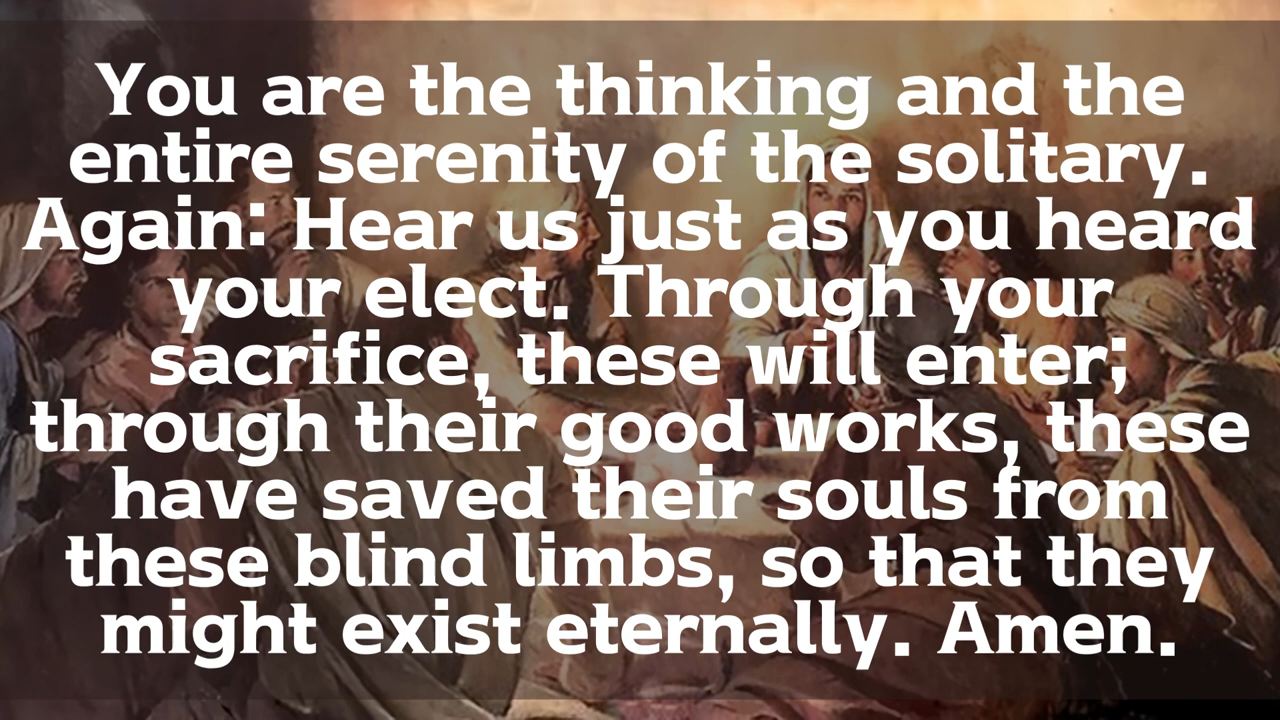 You are the thinking and the
entire serenity of the solitary.
Again: Hear us just as you heard
your elect. Through your
sacrifice, these will enter;
through their good works, these
have saved their souls from
these blind limbs, so that they
might exist eternally. Amen.